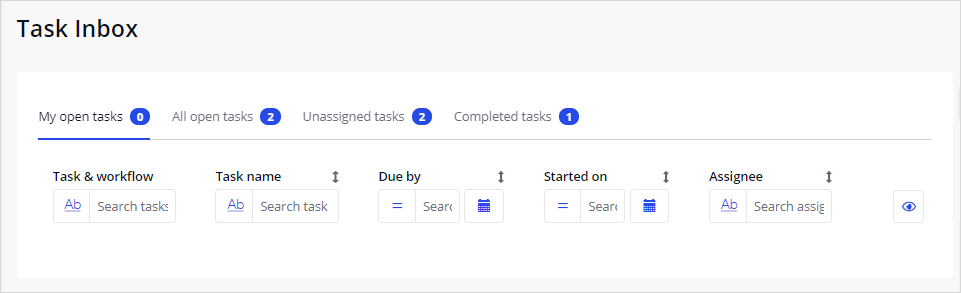 Task Inbox
My open tasks 0 All open tasks 2 Unassigned tasks 2 Completed tasks 1
Task & workflow Task name Due by Started on Assignee
Ab Search tasks Ab Search task = Searc = Searc Ab Search assig